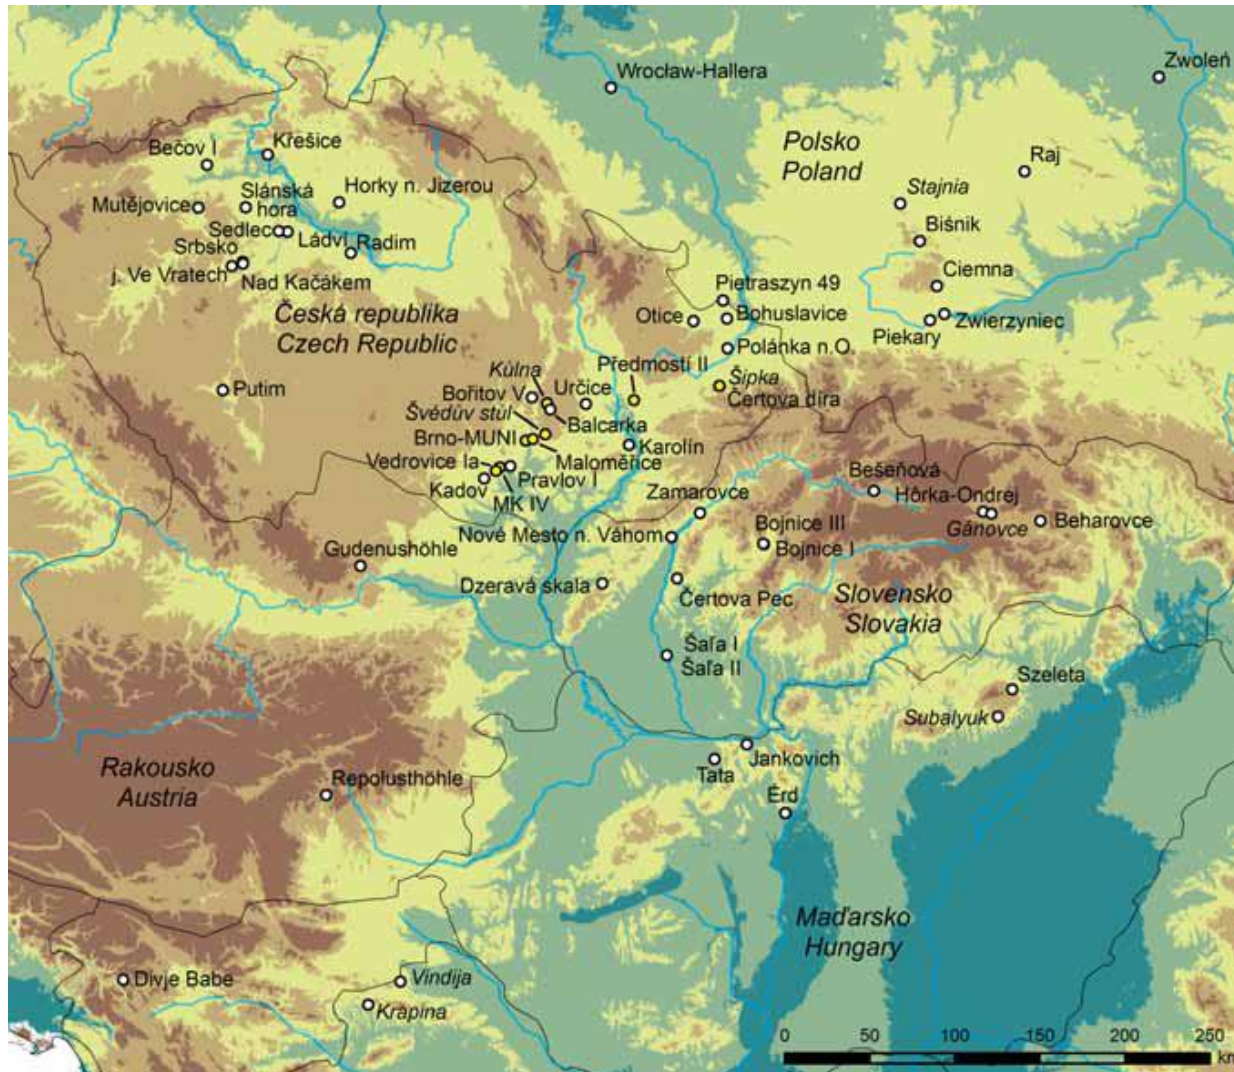 Wrocław-Hallera
Zwoleń
Polsko
Poland
Raj
Křešice
Bečov I
Stajnia
Slánská
hora
Horky n. Jizerou
Mutějovice
Biśnik
Sedlec
Ládví
Radim
Srbsko
j. Ve Vratech
Nad Kačákem
Ciemna
Pietraszyn 49
Česká republika
Czech Republic
Otice
Bohuslavice
Piekary
Zwierzyniec
Polánka n.O.
Předmostí II
Kůlna
Šipka
Čertova díra
Putim
Bořitov V
Určice
Švédův stůl
Balcarka
Brno-MUNI
Maloměřice
Karolín
Vedrovice Ia
Pravlov I
Kadov
MK IV
Bešeňová
Hôrka-Ondrej
Zamarovce
Gánovce
Beharovce
Nové Mesto n. Váhom
Bojnice III
Bojnice I
Gudenushöhle
Dzeravá skala
Čertova Pec
Slovensko
Slovakia
Šaľa I
Šaľa II
Szeleta
Subalyuk
Rakousko
Austria
Repolusthöhle
Jankovich
Tata
Érd
Maďarsko
Hungary
Divje Babe
Vindija
Krapina
0 50 100 150 200 250
km